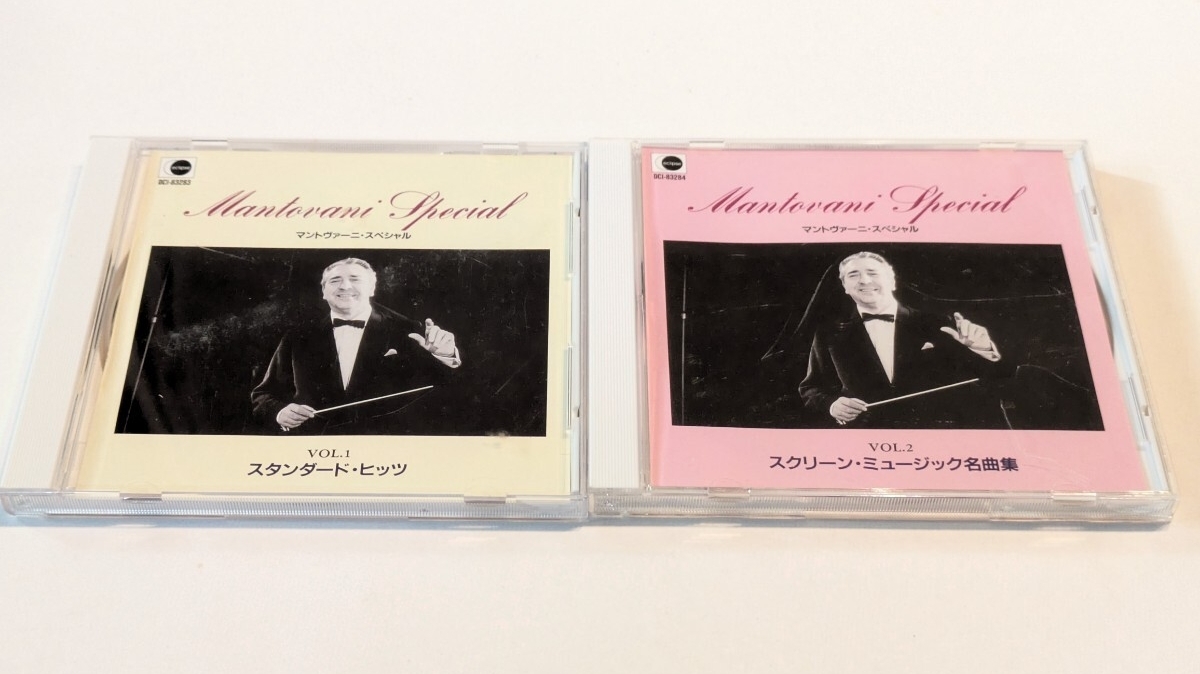 eclipse
DCI-83283
Mantovani Special
マントヴァーニ・スペシャル
VOL.1
スタンダード・ヒッツ
eclipse
DCI-83284
Mantovani Special
マントヴァーニ・スペシャル
VOL.2
スクリーン・ミュージック名曲集